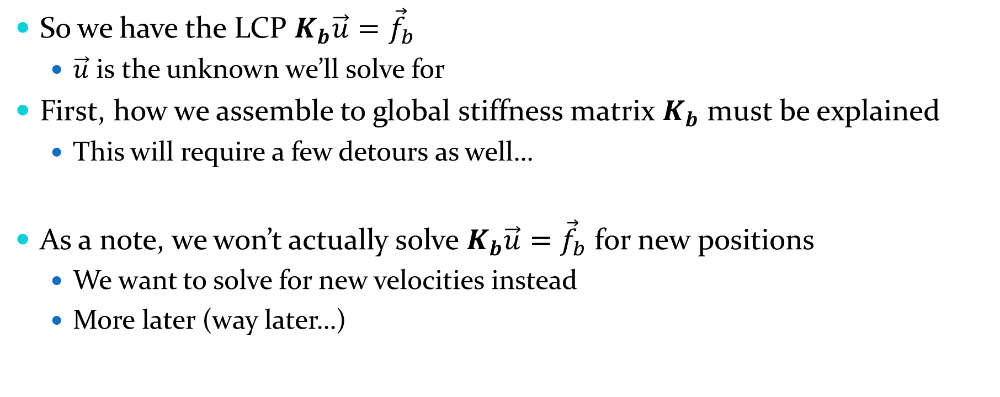 • So we have the LCP $\boldsymbol{K_b}\vec{u} = \vec{f}_b$
• $\vec{u}$ is the unknown we’ll solve for
• First, how we assemble to global stiffness matrix $\boldsymbol{K_b}$ must be explained
• This will require a few detours as well…
• As a note, we won’t actually solve $\boldsymbol{K_b}\vec{u} = \vec{f}_b$ for new positions
• We want to solve for new velocities instead
• More later (way later…)